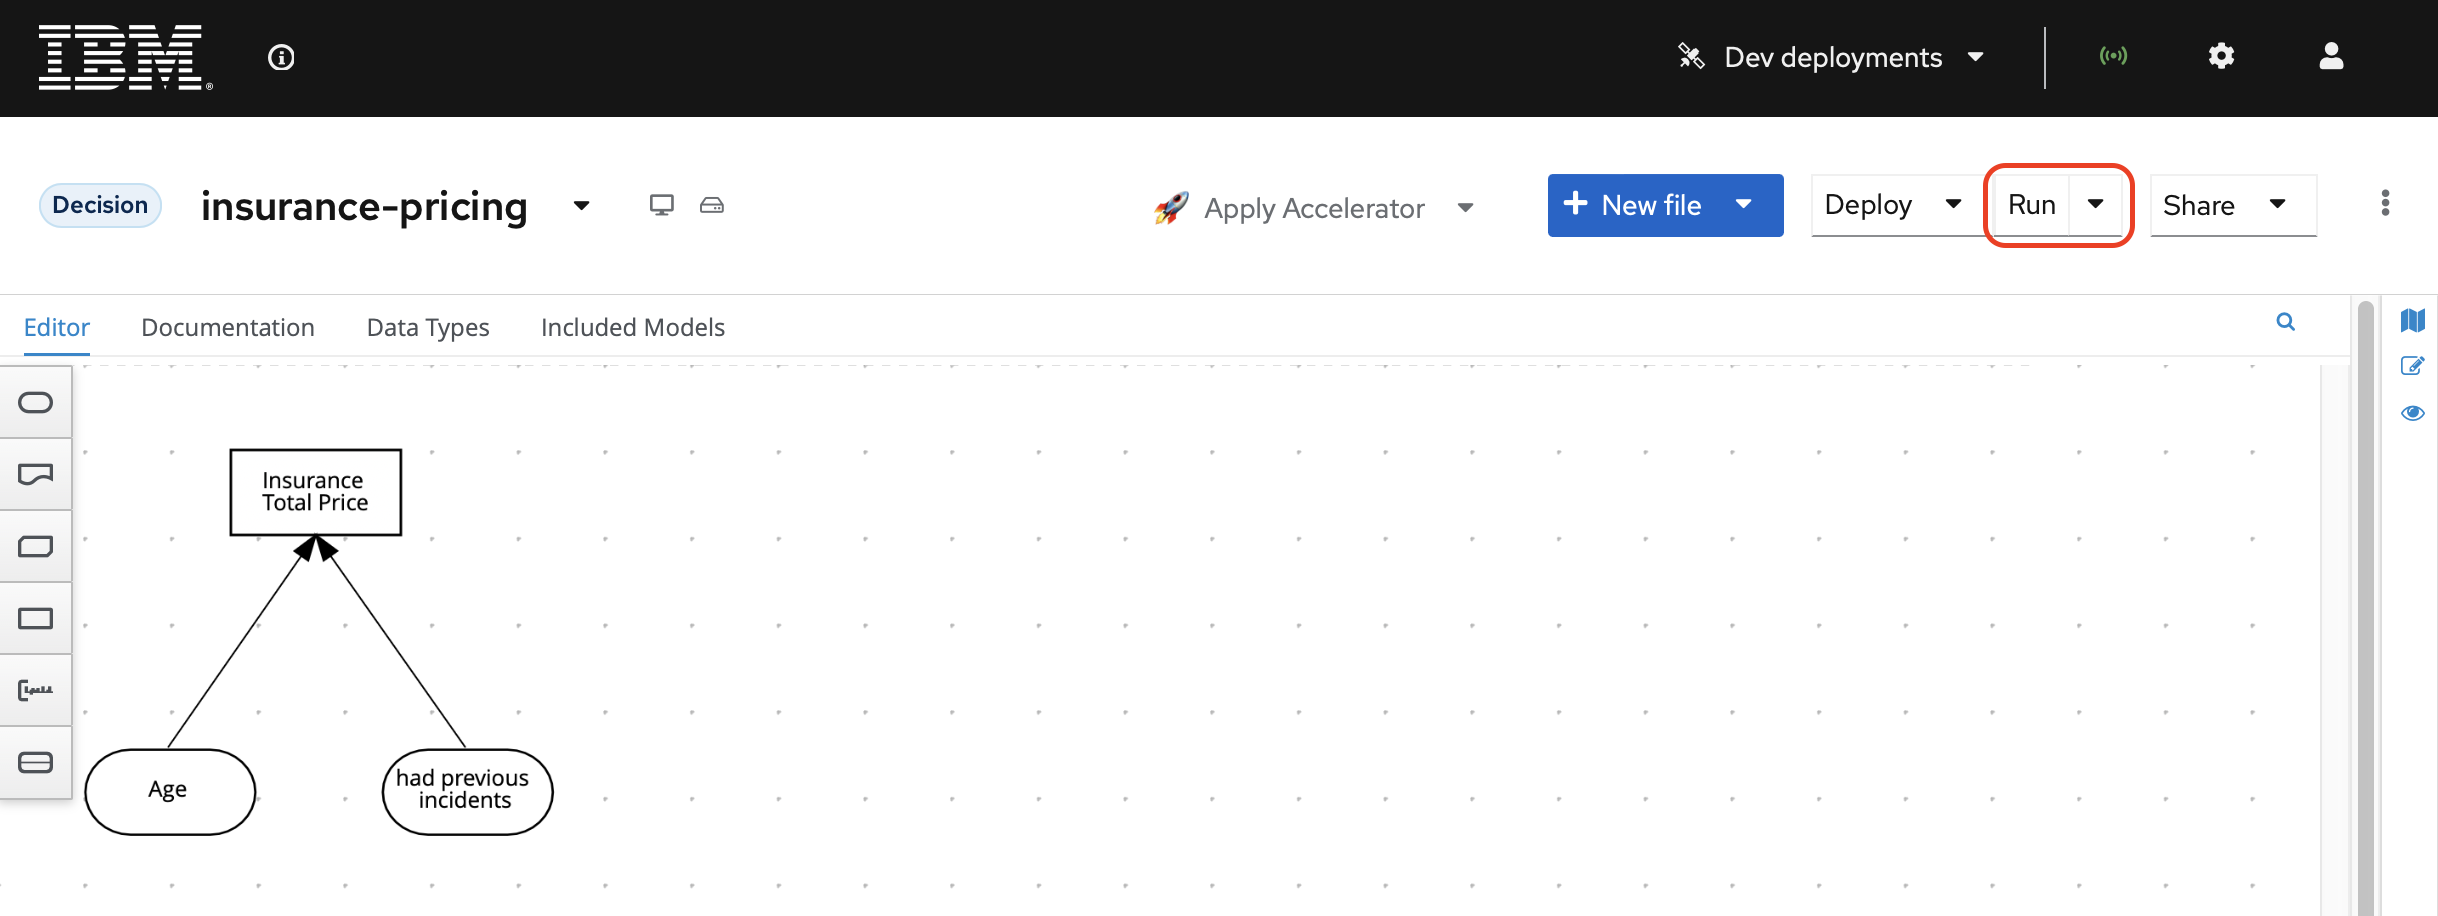 IBM®
Dev deployments
Decision
insurance-pricing
Apply Accelerator
New file
Deploy
Run
Share
Editor
Documentation
Data Types
Included Models
Insurance
Total Price
Age
had previous
incidents